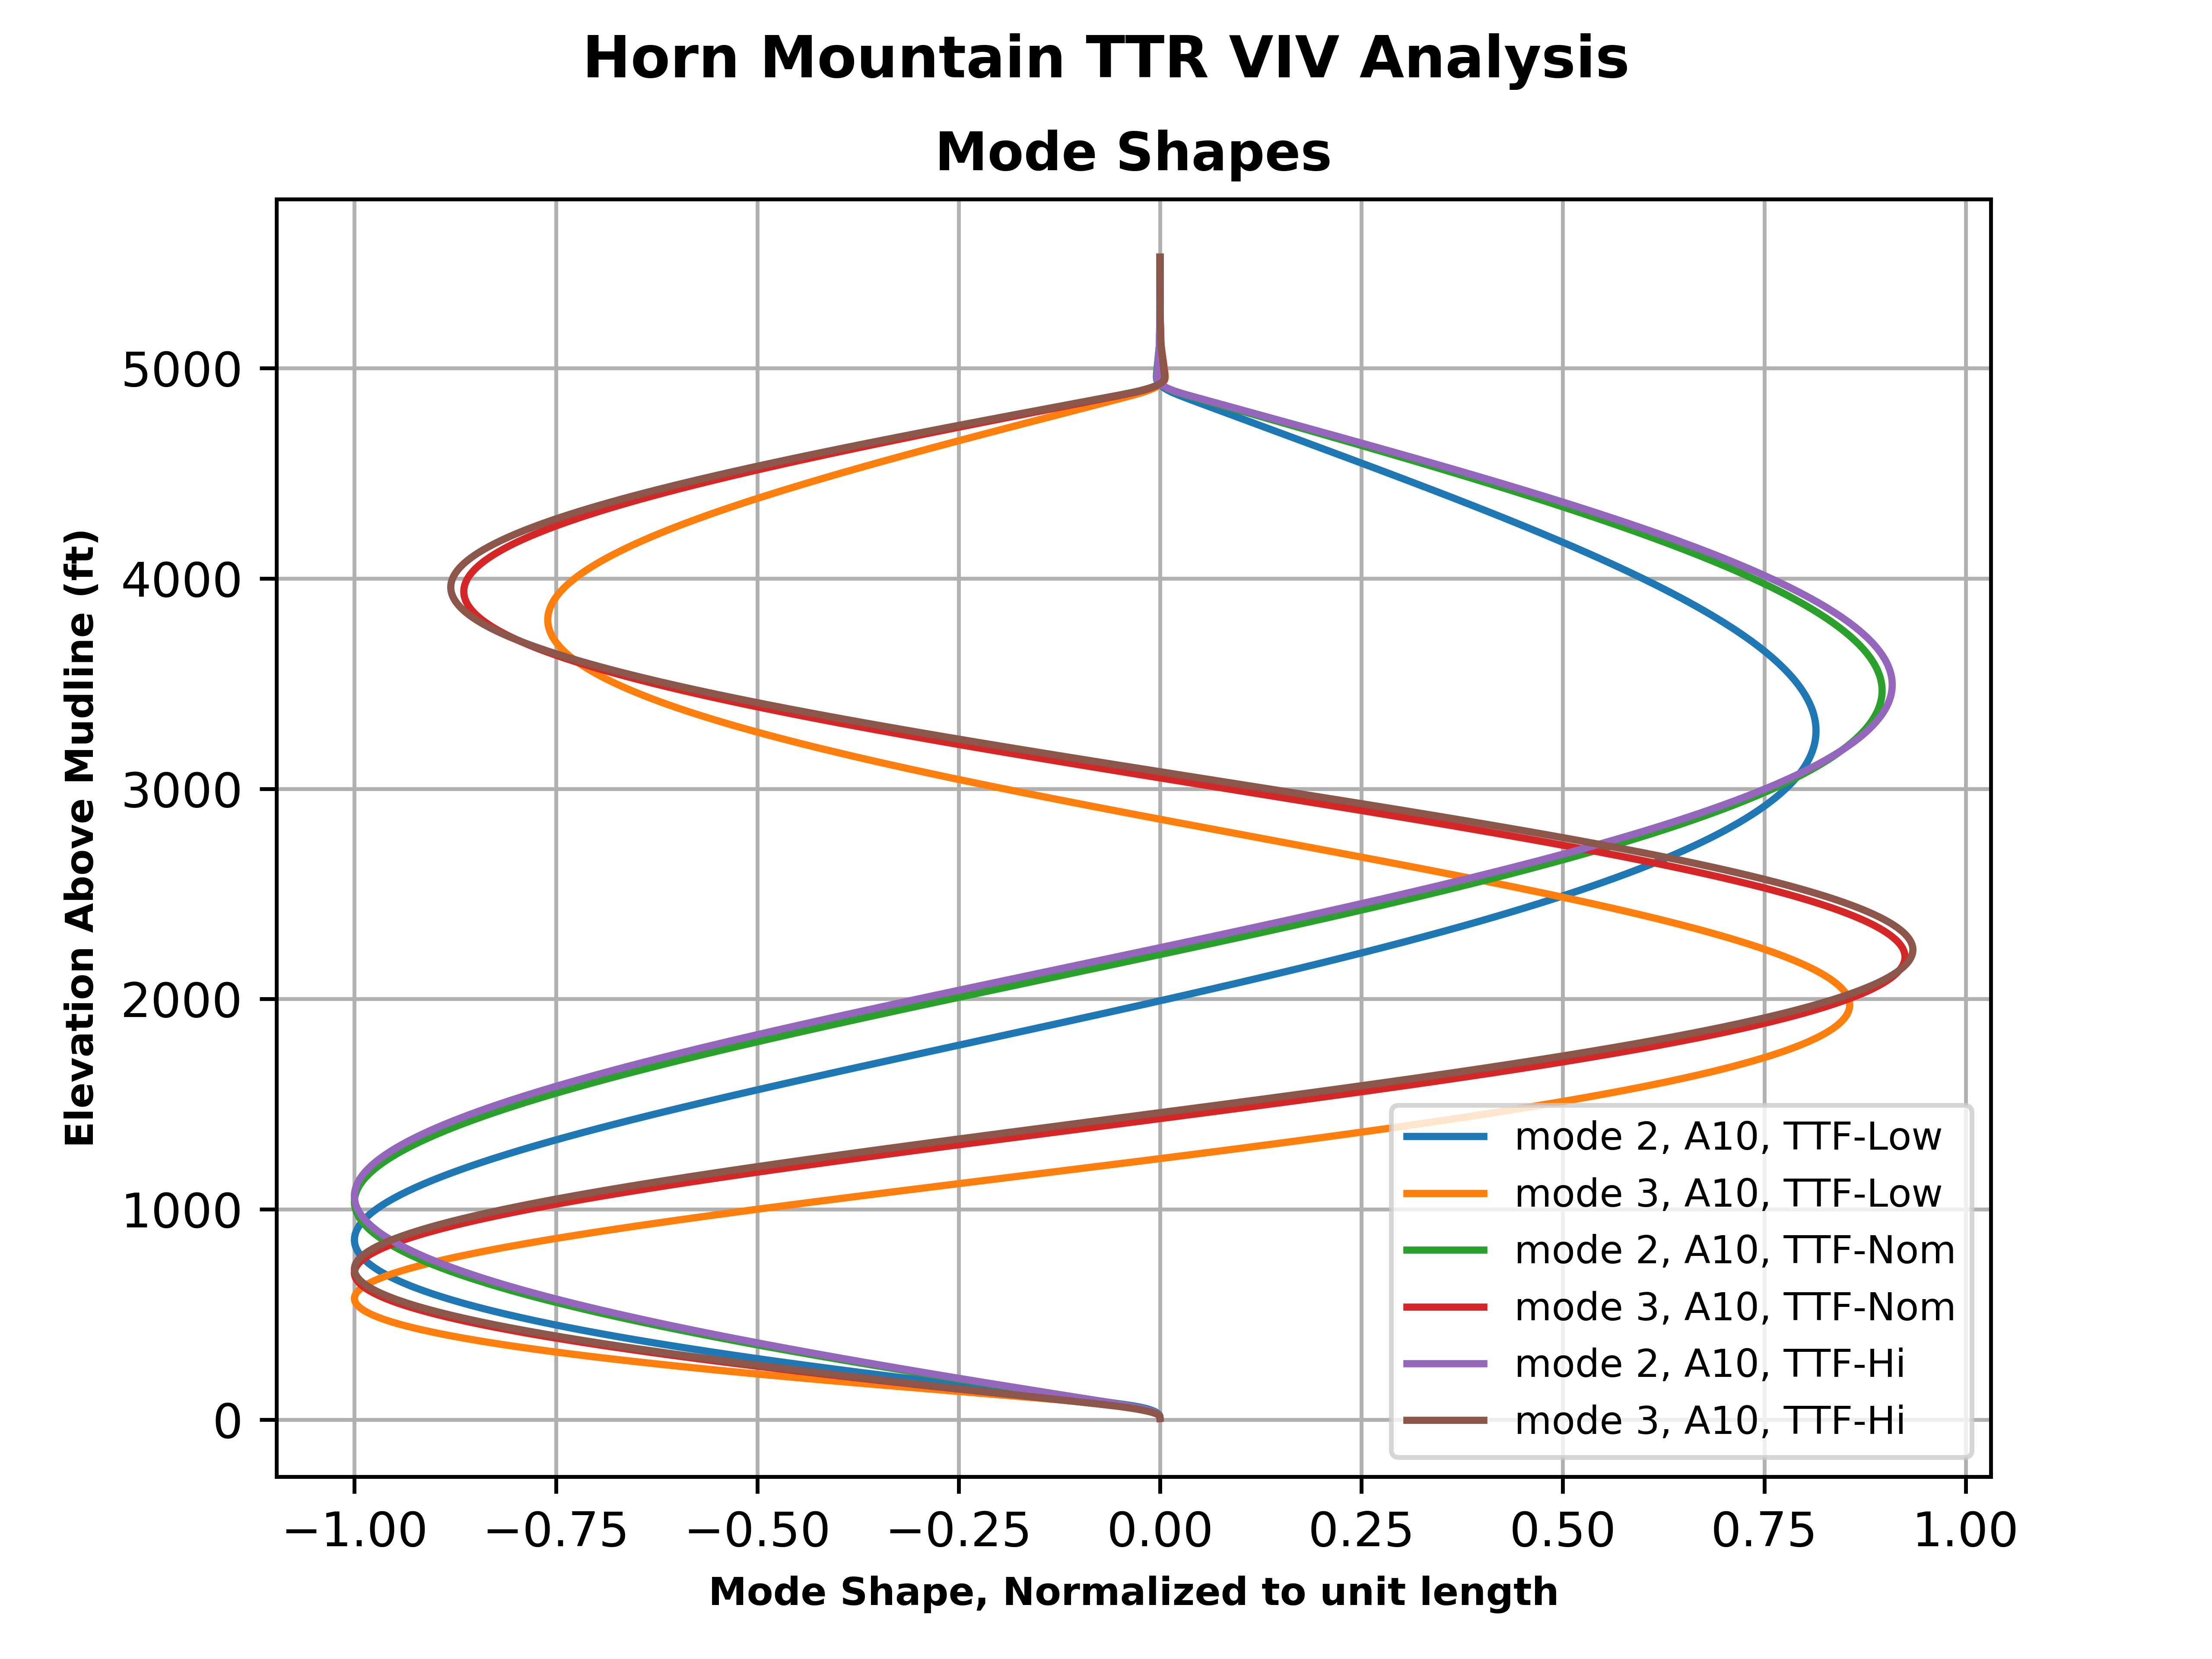 Horn Mountain TTR VIV Analysis
Mode Shapes
Elevation Above Mudline (ft)
5000
4000
3000
2000
1000
0
−1.00 −0.75 −0.50 −0.25 0.00 0.25 0.50 0.75 1.00
Mode Shape, Normalized to unit length
mode 2, A10, TTF-Low
mode 3, A10, TTF-Low
mode 2, A10, TTF-Nom
mode 3, A10, TTF-Nom
mode 2, A10, TTF-Hi
mode 3, A10, TTF-Hi